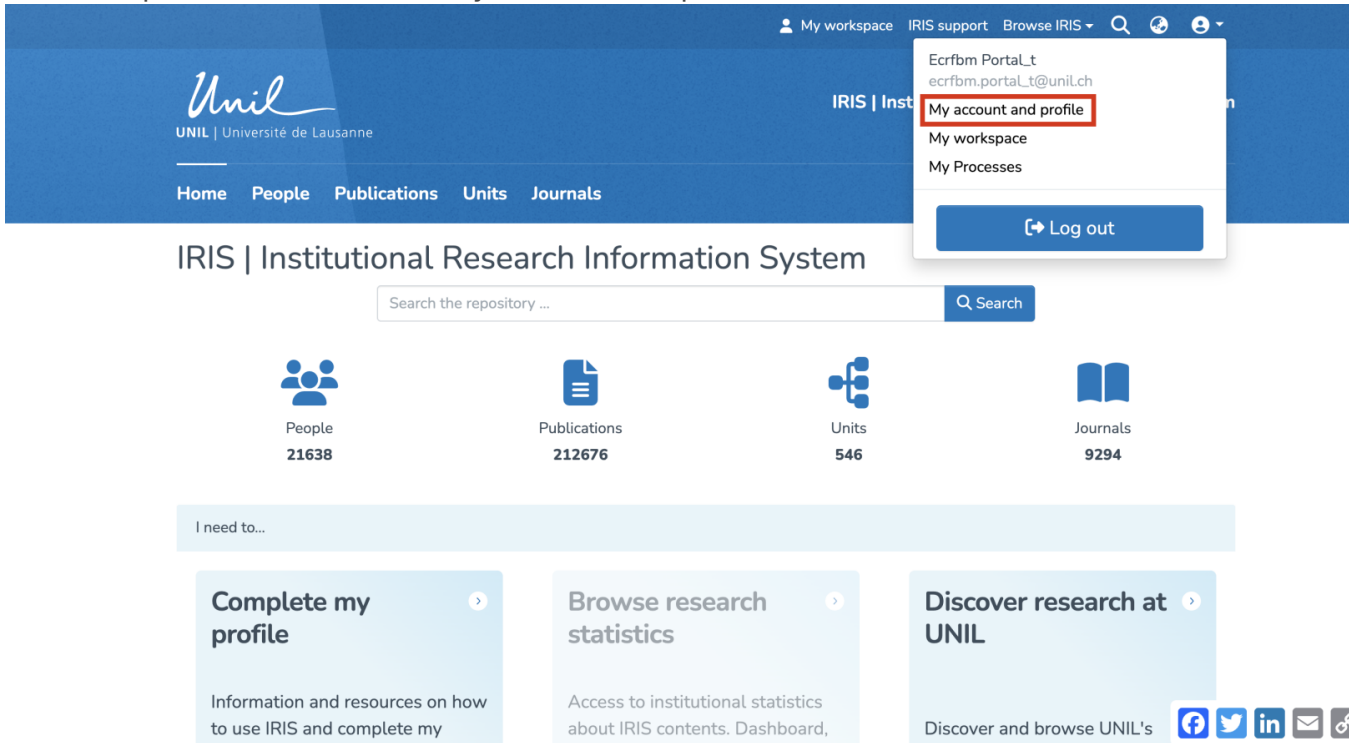 My workspace IRIS support Browse IRIS
Ecrfbm Portal_t
ecrfbm.portal_t@unil.ch
My account and profile
My workspace
My Processes
Log out
Unil
UNIL | Université de Lausanne
IRIS | Inst
Home People Publications Units Journals
IRIS | Institutional Research Information System
Search the repository ...
Search
People
21638
Publications
212676
Units
546
Journals
9294
I need to...
Complete my
profile
Information and resources on how
to use IRIS and complete my
Browse research
statistics
Access to institutional statistics
about IRIS contents. Dashboard,
Discover research at
UNIL
Discover and browse UNIL's